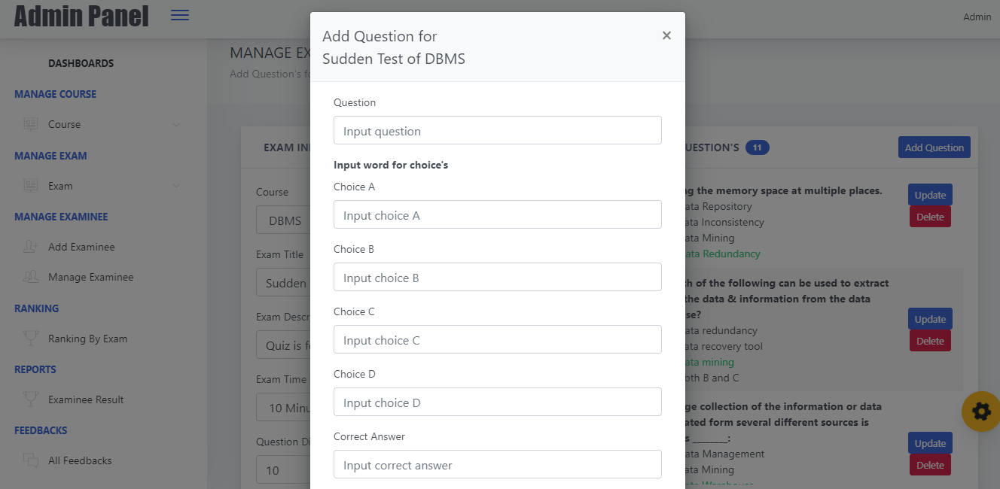 Admin Panel
Admin
DASHBOARDS
MANAGE COURSE
Course
MANAGE EXAM
Exam
MANAGE EXAMINEE
Add Examinee
Manage Examinee
RANKING
Ranking By Exam
REPORTS
Examinee Result
FEEDBACKS
All Feedbacks
MANAGE EX
Add Question's fo
EXAM IN
Course
DBMS
Exam Title
Sudden
Exam Descr
Quiz is f
Exam Time
10 Minu
Question Di
10
Add Question for
Sudden Test of DBMS
×
Question
Input question
Input word for choice's
Choice A
Input choice A
Choice B
Input choice B
Choice C
Input choice C
Choice D
Input choice D
Correct Answer
Input correct answer
UESTION'S 11
Add Question
g the memory space at multiple places.
ata Repository
ata Inconsistency
ata Mining
ata Redundancy
Update
Delete
h of the following can be used to extract
the data & information from the data
se?
ata redundancy
ata recovery tool
ata mining
oth B and C
Update
Delete
ge collection of the information or data
ated form several different sources is
s _______:
ata Management
ata Mining
ata Warehouse
Update
Delete